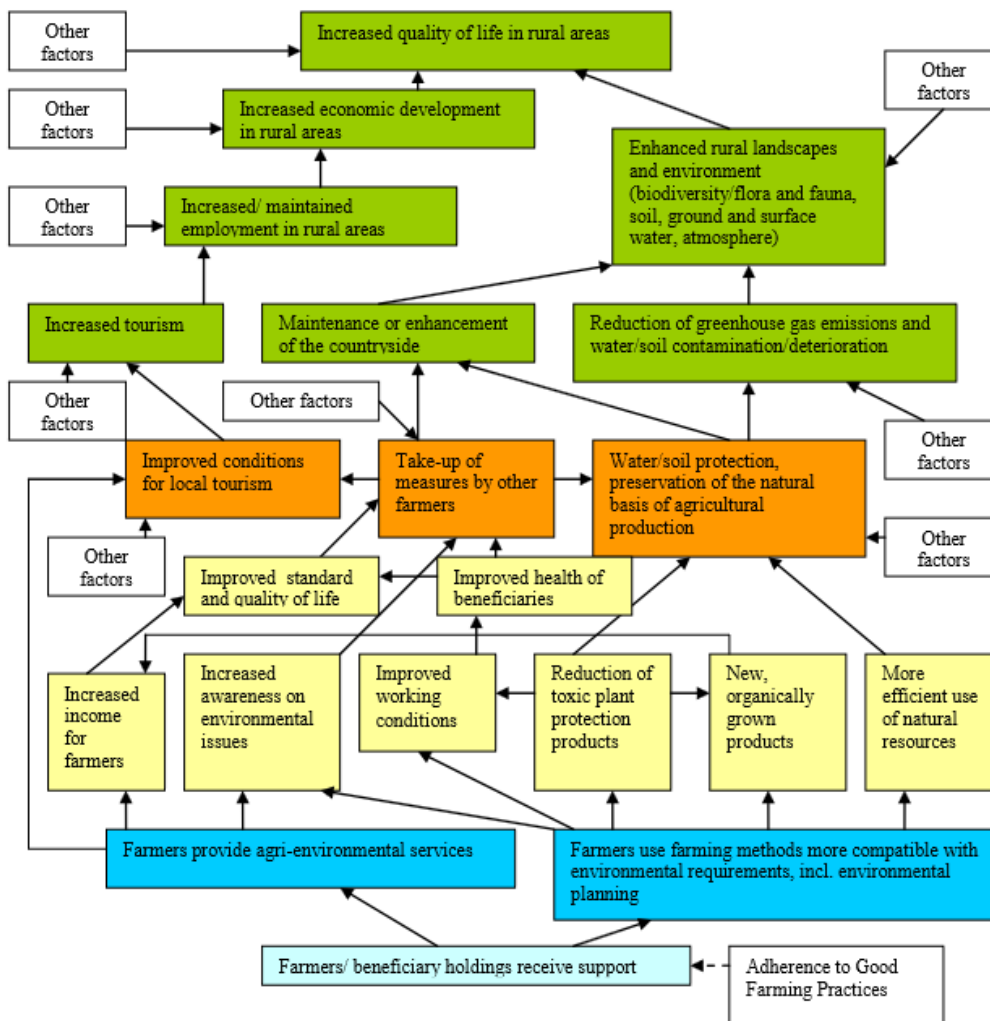 Other
factors
Increased quality of life in rural areas
Other
factors
Other
factors
Increased economic development
in rural areas
Enhanced rural landscapes
and environment
(biodiversity/flora and fauna,
soil, ground and surface
water, atmosphere)
Other
factors
Increased/ maintained
employment in rural areas
Increased tourism
Maintenance or enhancement
of the countryside
Reduction of greenhouse gas emissions and
water/soil contamination/deterioration
Other
factors
Other factors
Other
factors
Improved conditions
for local tourism
Take-up of
measures by other
farmers
Water/soil protection,
preservation of the natural
basis of agricultural
production
Other
factors
Other
factors
Improved standard
and quality of life
Improved health of
beneficiaries
Increased
income for
farmers
Increased
awareness on
environmental
issues
Improved
working
conditions
Reduction of
toxic plant
protection
products
New,
organically
grown
products
More
efficient use
of natural
resources
Farmers provide agri-environmental services
Farmers use farming methods more compatible with
environmental requirements, incl. environmental
planning
Farmers/ beneficiary holdings receive support
Adherence to Good
Farming Practices